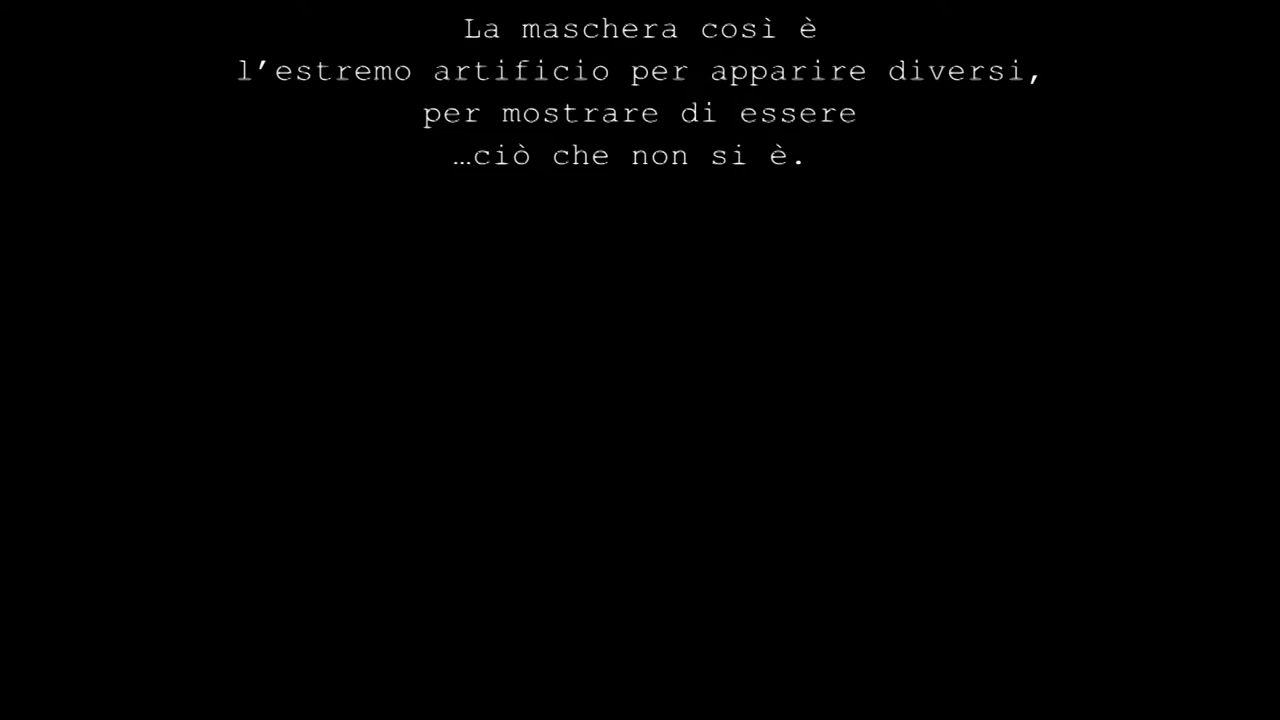 La maschera così è
l’estremo artificio per apparire diversi,
per mostrare di essere
…ciò che non si è.